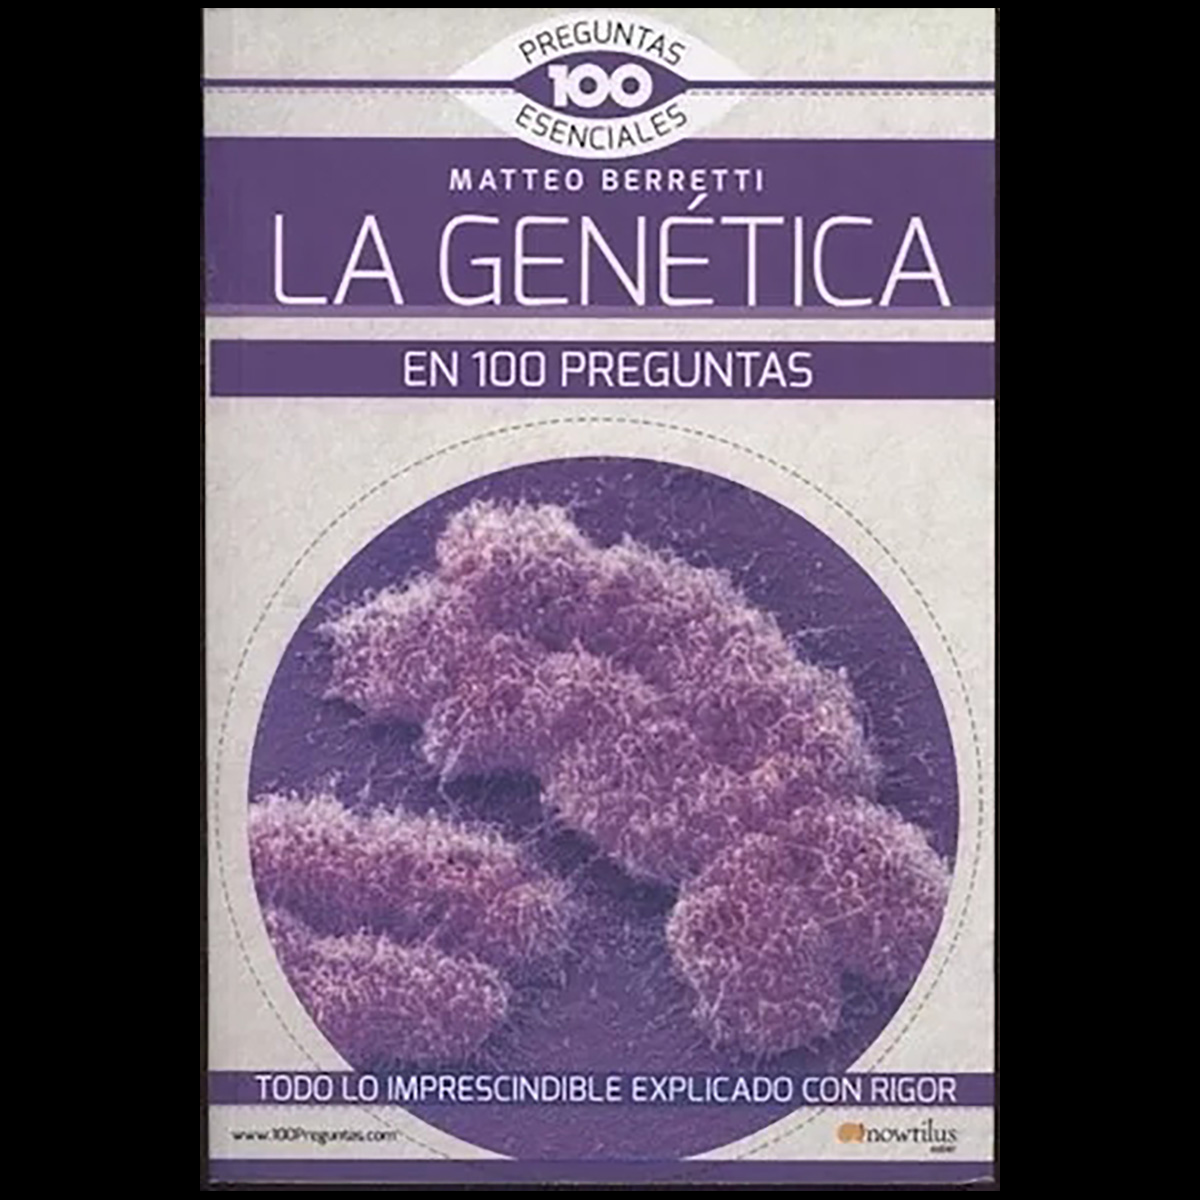 PREGUNTAS
100
ESENCIALES
MATTEO BERRETTI
LA GENÉTICA
EN 100 PREGUNTAS
TODO LO IMPRESCINDIBLE EXPLICADO CON RIGOR
www.100Preguntas.com
nowtilus
saber